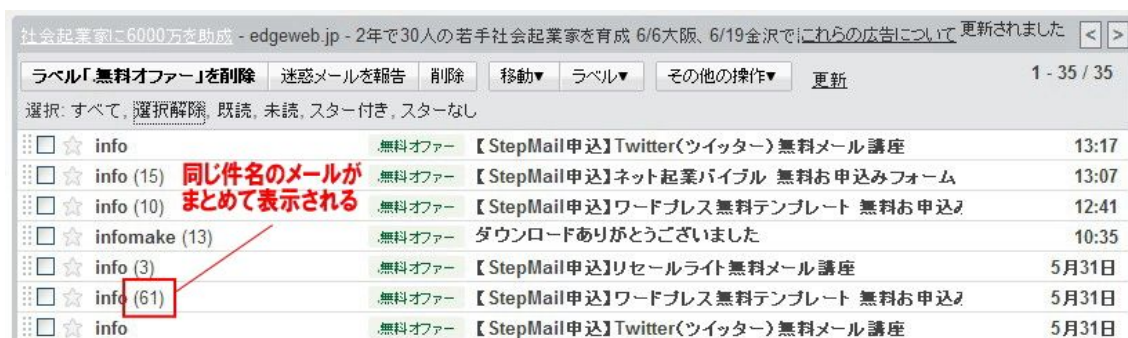 社会起業家に6000万を助成 - edgeweb.jp - 2年で30人の若手社会起業家を育成 6/6大阪、6/19金沢で|これらの広告について 更新されました < >
ラベル「.無料オファー」を削除 迷惑メールを報告 削除 移動▼ ラベル▼ その他の操作▼ 更新 1 - 35 / 35
選択: すべて, 選択解除, 既読, 未読, スター付き, スターなし
info .無料オファー 【StepMail申込】Twitter(ツイッター)無料メール講座 13:17
info (15) .無料オファー 【StepMail申込】ネット起業バイブル 無料お申込みフォーム 13:07
同じ件名のメールが
まとめて表示される
info (10) .無料オファー 【StepMail申込】ワードプレス無料テンプレート 無料お申込み 12:41
infomake (13) .無料オファー ダウンロードありがとうございました 10:35
info (3) .無料オファー 【StepMail申込】リセールライト無料メール講座 5月31日
info (61) .無料オファー 【StepMail申込】ワードプレス無料テンプレート 無料お申込み 5月31日
info .無料オファー 【StepMail申込】Twitter(ツイッター)無料メール講座 5月31日